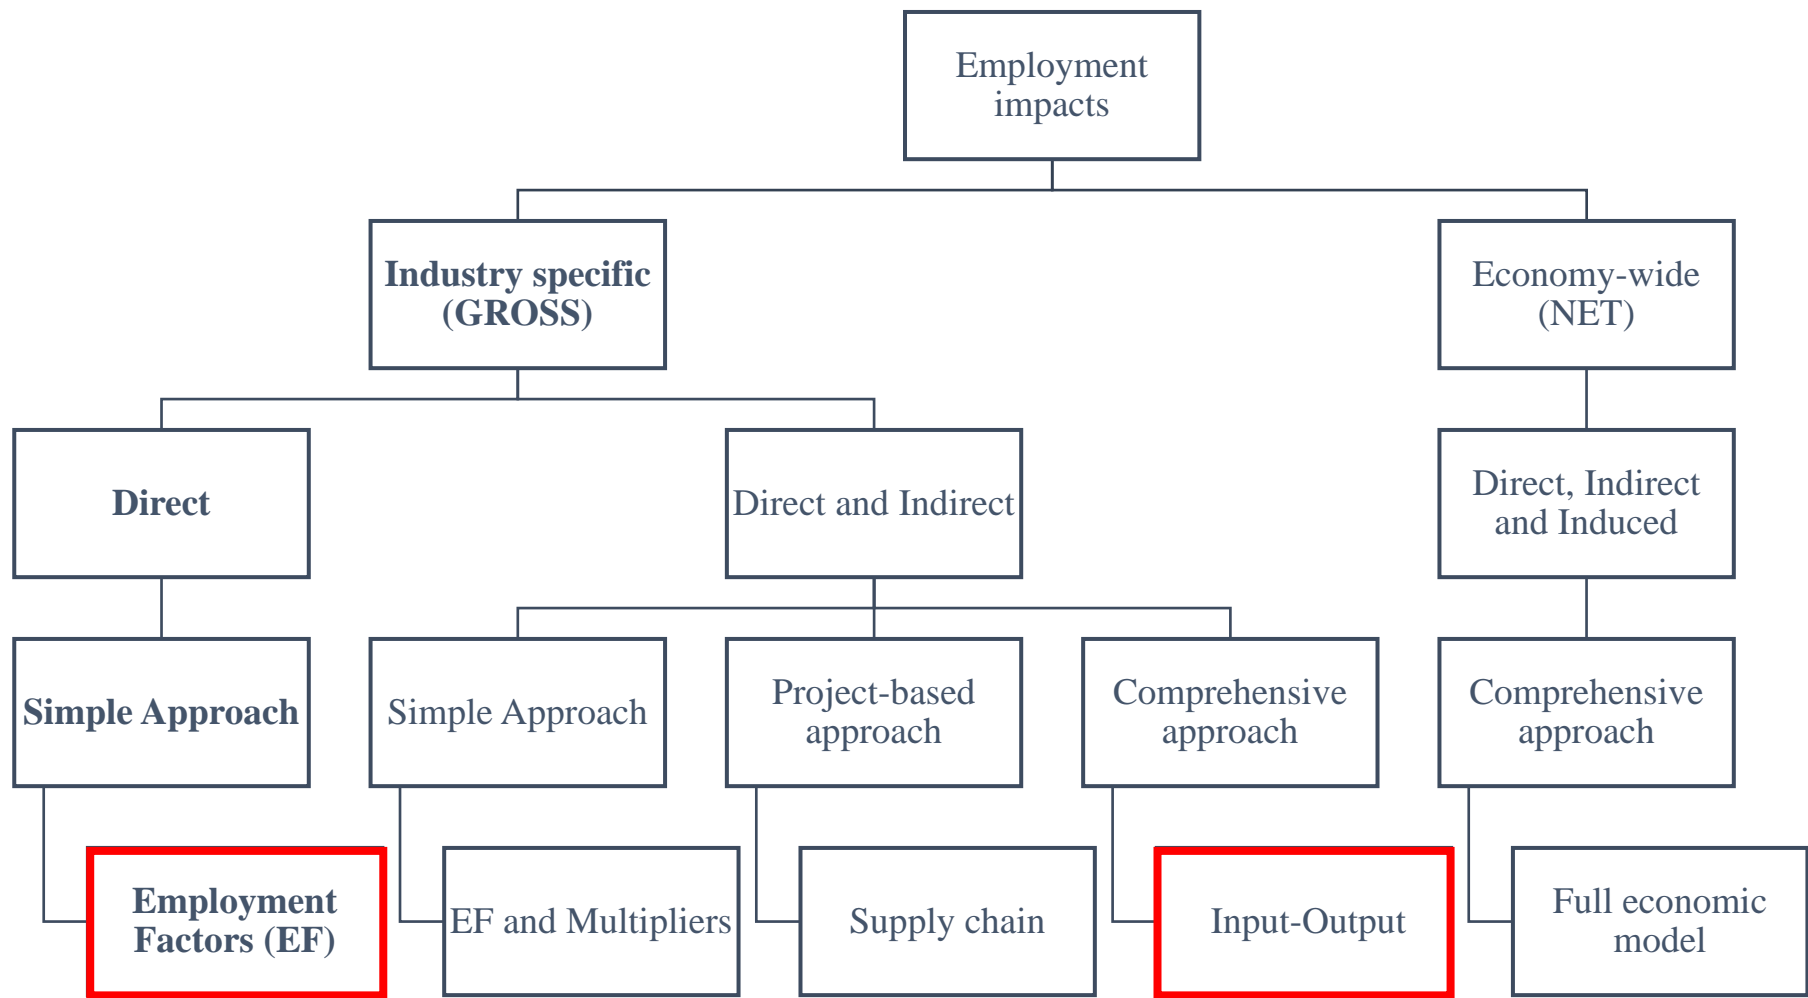 Employment
impacts
Industry specific
(GROSS)
Economy-wide
(NET)
Direct
Direct and Indirect
Direct, Indirect
and Induced
Simple Approach
Simple Approach
Project-based
approach
Comprehensive
approach
Comprehensive
approach
Employment
Factors (EF)
EF and Multipliers
Supply chain
Input-Output
Full economic
model